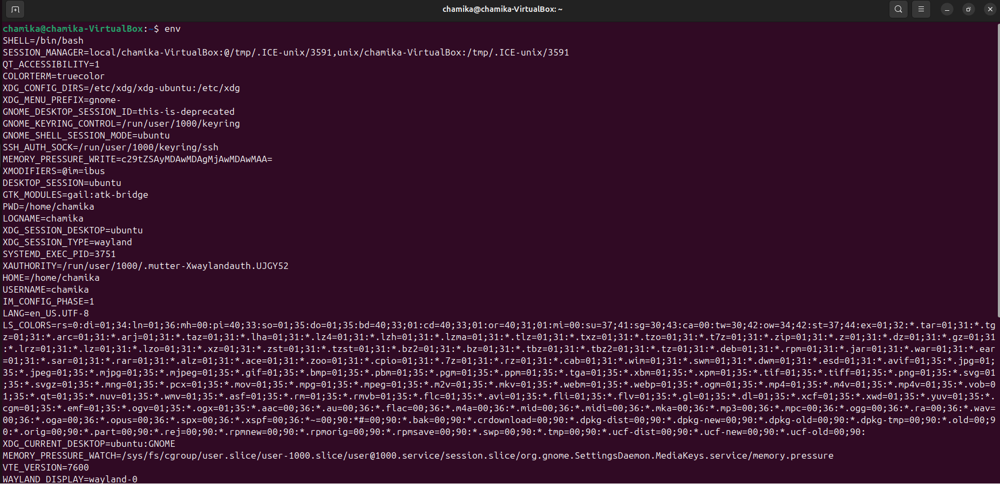 chamika@chamika-VirtualBox: ~
chamika@chamika-VirtualBox:~$ env
SHELL=/bin/bash
SESSION_MANAGER=local/chamika-VirtualBox:@/tmp/.ICE-unix/3591,unix/chamika-VirtualBox:/tmp/.ICE-unix/3591
QT_ACCESSIBILITY=1
COLORTERM=truecolor
XDG_CONFIG_DIRS=/etc/xdg/xdg-ubuntu:/etc/xdg
XDG_MENU_PREFIX=gnome-
GNOME_DESKTOP_SESSION_ID=this-is-deprecated
GNOME_KEYRING_CONTROL=/run/user/1000/keyring
GNOME_SHELL_SESSION_MODE=ubuntu
SSH_AUTH_SOCK=/run/user/1000/keyring/ssh
MEMORY_PRESSURE_WRITE=c29tZSAyMDAwMDAgMjAwMDAwMAA=
XMODIFIERS=@im=ibus
DESKTOP_SESSION=ubuntu
GTK_MODULES=gail:atk-bridge
PWD=/home/chamika
LOGNAME=chamika
XDG_SESSION_DESKTOP=ubuntu
XDG_SESSION_TYPE=wayland
SYSTEMD_EXEC_PID=3751
XAUTHORITY=/run/user/1000/.mutter-Xwaylandauth.UJGY52
HOME=/home/chamika
USERNAME=chamika
IM_CONFIG_PHASE=1
LANG=en_US.UTF-8
LS_COLORS=rs=0:di=01;34:ln=01;36:mh=00:pi=40;33:so=01;35:do=01;35:bd=40;33;01:cd=40;33;01:or=40;31;01:mi=00:su=37;41:sg=30;43:ca=00:tw=30;42:ow=34;42:st=37;44:ex=01;32:*.tar=01;31:*.tg
z=01;31:*.arc=01;31:*.arj=01;31:*.taz=01;31:*.lha=01;31:*.lz4=01;31:*.lzh=01;31:*.lzma=01;31:*.tlz=01;31:*.txz=01;31:*.tzo=01;31:*.t7z=01;31:*.zip=01;31:*.z=01;31:*.dz=01;31:*.gz=01;31
:*.lrz=01;31:*.lz=01;31:*.lzo=01;31:*.xz=01;31:*.zst=01;31:*.tzst=01;31:*.bz2=01;31:*.bz=01;31:*.tbz=01;31:*.tbz2=01;31:*.tz=01;31:*.deb=01;31:*.rpm=01;31:*.jar=01;31:*.war=01;31:*.ear
=01;31:*.sar=01;31:*.rar=01;31:*.alz=01;31:*.ace=01;31:*.zoo=01;31:*.cpio=01;31:*.7z=01;31:*.rz=01;31:*.cab=01;31:*.wim=01;31:*.swm=01;31:*.dwm=01;31:*.esd=01;31:*.avif=01;35:*.jpg=01;
35:*.jpeg=01;35:*.mjpg=01;35:*.mjpeg=01;35:*.gif=01;35:*.bmp=01;35:*.pbm=01;35:*.pgm=01;35:*.ppm=01;35:*.tga=01;35:*.xbm=01;35:*.xpm=01;35:*.tif=01;35:*.tiff=01;35:*.png=01;35:*.svg=01
;35:*.svgz=01;35:*.mng=01;35:*.pcx=01;35:*.mov=01;35:*.mpg=01;35:*.mpeg=01;35:*.m2v=01;35:*.mkv=01;35:*.webm=01;35:*.webp=01;35:*.ogm=01;35:*.mp4=01;35:*.m4v=01;35:*.mp4v=01;35:*.vob=0
1;35:*.qt=01;35:*.nuv=01;35:*.wmv=01;35:*.asf=01;35:*.rm=01;35:*.rmvb=01;35:*.flc=01;35:*.avi=01;35:*.fli=01;35:*.flv=01;35:*.gl=01;35:*.dl=01;35:*.xcf=01;35:*.xwd=01;35:*.yuv=01;35:*.
cgm=01;35:*.emf=01;35:*.ogv=01;35:*.ogx=01;35:*.aac=00;36:*.au=00;36:*.flac=00;36:*.m4a=00;36:*.mid=00;36:*.midi=00;36:*.mka=00;36:*.mp3=00;36:*.mpc=00;36:*.ogg=00;36:*.ra=00;36:*.wav=
00;36:*.oga=00;36:*.opus=00;36:*.spx=00;36:*.xspf=00;36:*~=00;90:*#=00;90:*.bak=00;90:*.crdownload=00;90:*.dpkg-dist=00;90:*.dpkg-new=00;90:*.dpkg-old=00;90:*.dpkg-tmp=00;90:*.old=00;9
0:*.orig=00;90:*.part=00;90:*.rej=00;90:*.rpmnew=00;90:*.rpmorig=00;90:*.rpmsave=00;90:*.swp=00;90:*.tmp=00;90:*.ucf-dist=00;90:*.ucf-new=00;90:*.ucf-old=00;90:
XDG_CURRENT_DESKTOP=ubuntu:GNOME
MEMORY_PRESSURE_WATCH=/sys/fs/cgroup/user.slice/user-1000.slice/user@1000.service/session.slice/org.gnome.SettingsDaemon.MediaKeys.service/memory.pressure
VTE_VERSION=7600
WAYLAND_DISPLAY=wayland-0